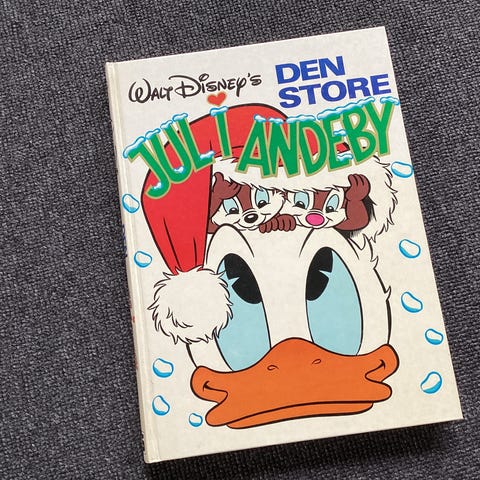 WALT DISNEY'S
DEN
STORE
JUL I ANDEBY